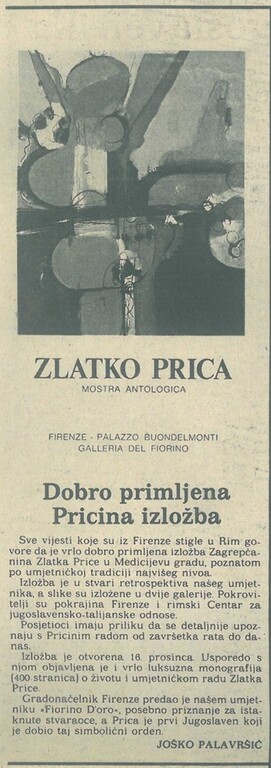 ZLATKO PRICA
MOSTRA ANTOLOGICA
FIRENZE - PALAZZO BUONDELMONTI
GALLERIA DEL FIORINO
Dobro primljena
Pricina izložba
Sve vijesti koje su iz Firenze stigle u Rim go-
vore da je vrlo dobro primljena izložba Zagrepča-
nina Zlatka Price u Medicijevu gradu, poznatom
po umjetničkoj tradiciji najvišeg nivoa.
Izložba je u stvari retrospektiva našeg umjet-
nika, a slike su izložene u dvije galerije. Pokrovi-
telji su pokrajina Firenze i rimski Centar za
jugoslavensko-talijanske odnose.
Posjetioci imaju priliku da se detaljnije upoz-
naju s Pricinim radom od završetka rata do da-
nas.
Izložba je otvorena 16. prosinca. Usporedo s
njom objavljena je i vrlo luksuzna monografija
(400 stranica) o životu i umjetničkom radu Zlatka
Price.
Gradonačelnik Firenze predao je našem umjet-
niku «Fiorino D'oro», posebno priznanje za ista-
knute stvaraoce, a Prica je prvi Jugoslaven koji
je dobio taj simbolični orden.
JOŠKO PALAVRŠIĆ